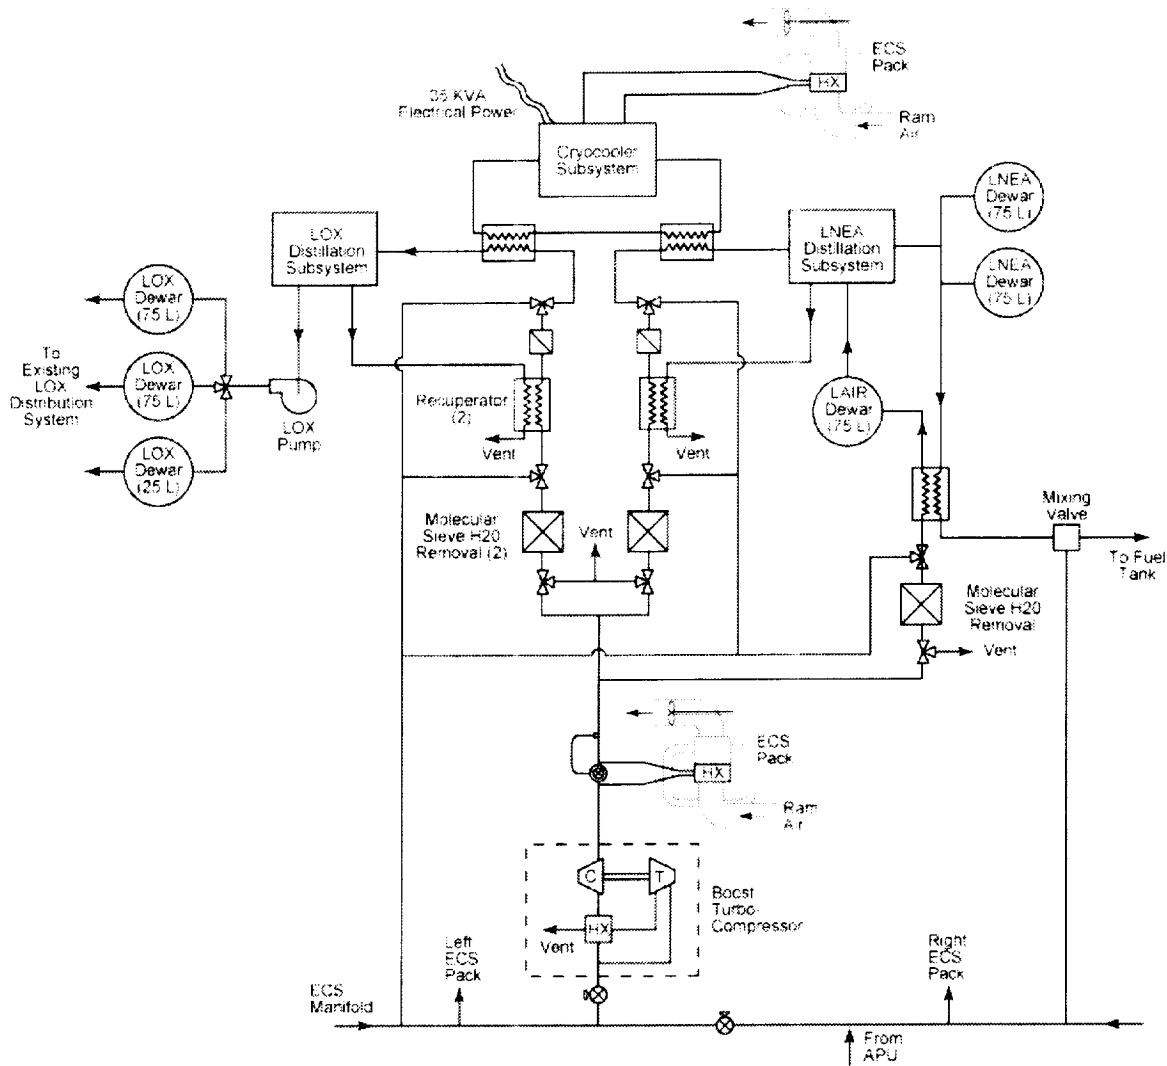 ECS
Pack
HX
Ram
Air
35 KVA
Electrical Power
Cryocooler
Subsystem
LNEA
Dewar
(75 L)
LOX
Distillation
Subsystem
LNEA
Distillation
Subsystem
LNEA
Dewar
(75 L)
LOX
Dewar
(75 L)
To
Existing
LOX
Distribution
System
LOX
Dewar
(75 L)
LOX
Pump
LOX
Dewar
(25 L)
Recuperator
(2)
Vent
Vent
LAIR
Dewar
(75 L)
Mixing
Valve
To Fuel
Tank
Molecular
Sieve H20
Removal (2)
Vent
Molecular
Sieve H20
Removal
Vent
ECS
Pack
HX
Ram
Air
C
T
HX
Vent
Boost
Turbo-
Compressor
Left
ECS
Pack
Right
ECS
Pack
ECS
Manifold
From
APU